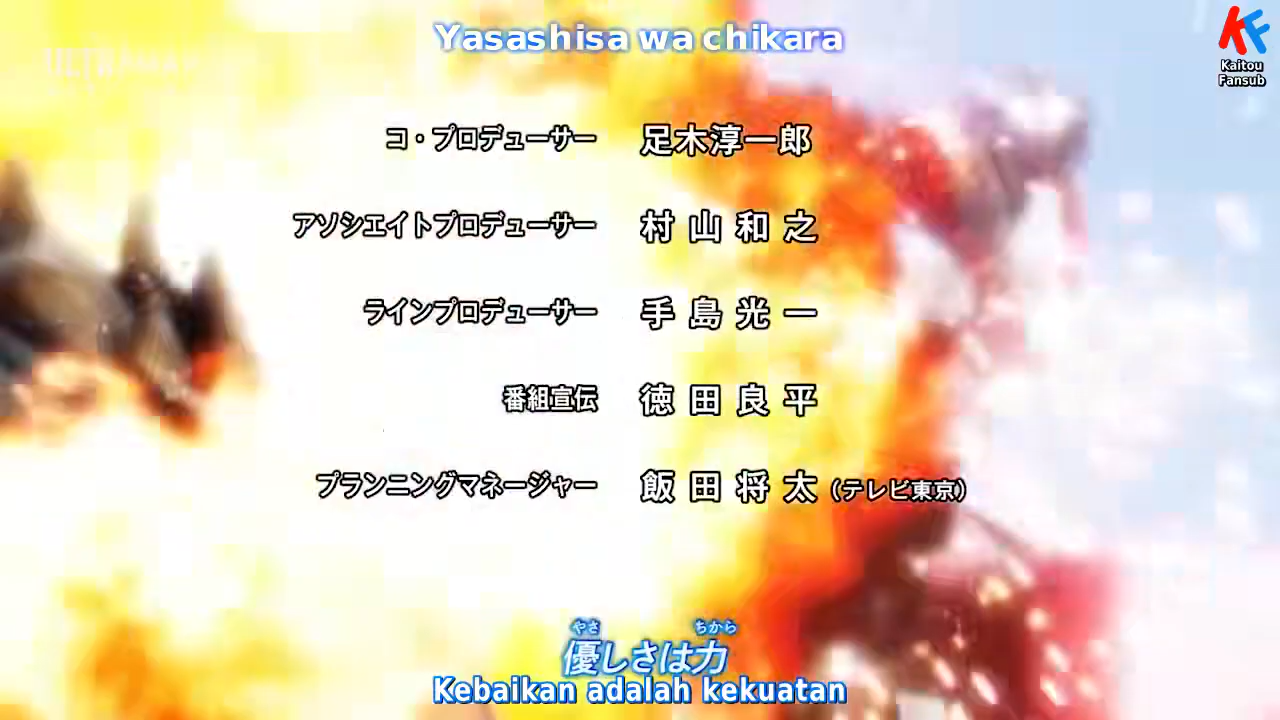 Yasashisa wa chikara
KF
Kaitou
Fansub
ULTRAMAN
コ・プロデューサー 足木淳一郎
アソシエイトプロデューサー 村山和之
ラインプロデューサー 手島光一
番組宣伝 徳田良平
プランニングマネージャー 飯田将太（テレビ東京）
やさ ちから
優しさは力
Kebaikan adalah kekuatan